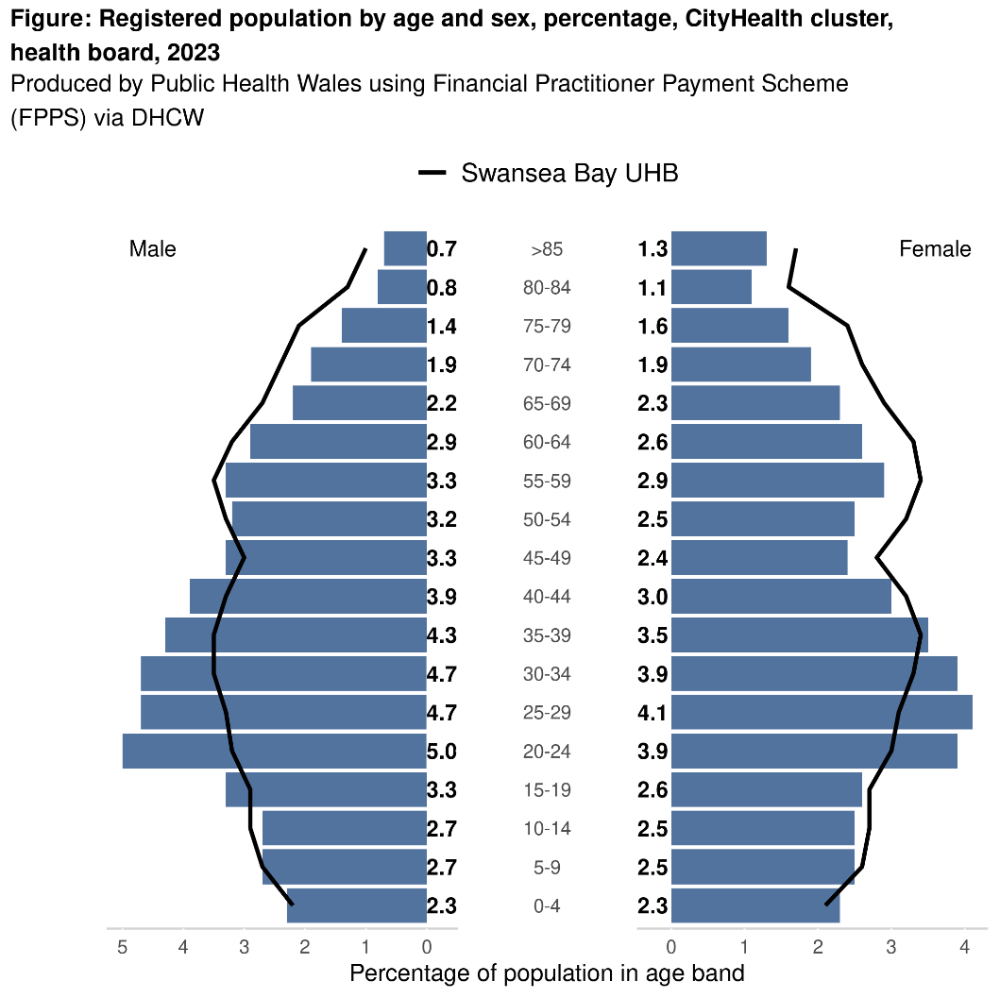 Figure: Registered population by age and sex, percentage, CityHealth cluster,
health board, 2023
Produced by Public Health Wales using Financial Practitioner Payment Scheme
(FPPS) via DHCW
Swansea Bay UHB
Male 0.7 >85 1.3 Female
0.8 80-84 1.1
1.4 75-79 1.6
1.9 70-74 1.9
2.2 65-69 2.3
2.9 60-64 2.6
3.3 55-59 2.9
3.2 50-54 2.5
3.3 45-49 2.4
3.9 40-44 3.0
4.3 35-39 3.5
4.7 30-34 3.9
4.7 25-29 4.1
5.0 20-24 3.9
3.3 15-19 2.6
2.7 10-14 2.5
2.7 5-9 2.5
2.3 0-4 2.3
5 4 3 2 1 0 0 1 2 3 4
Percentage of population in age band